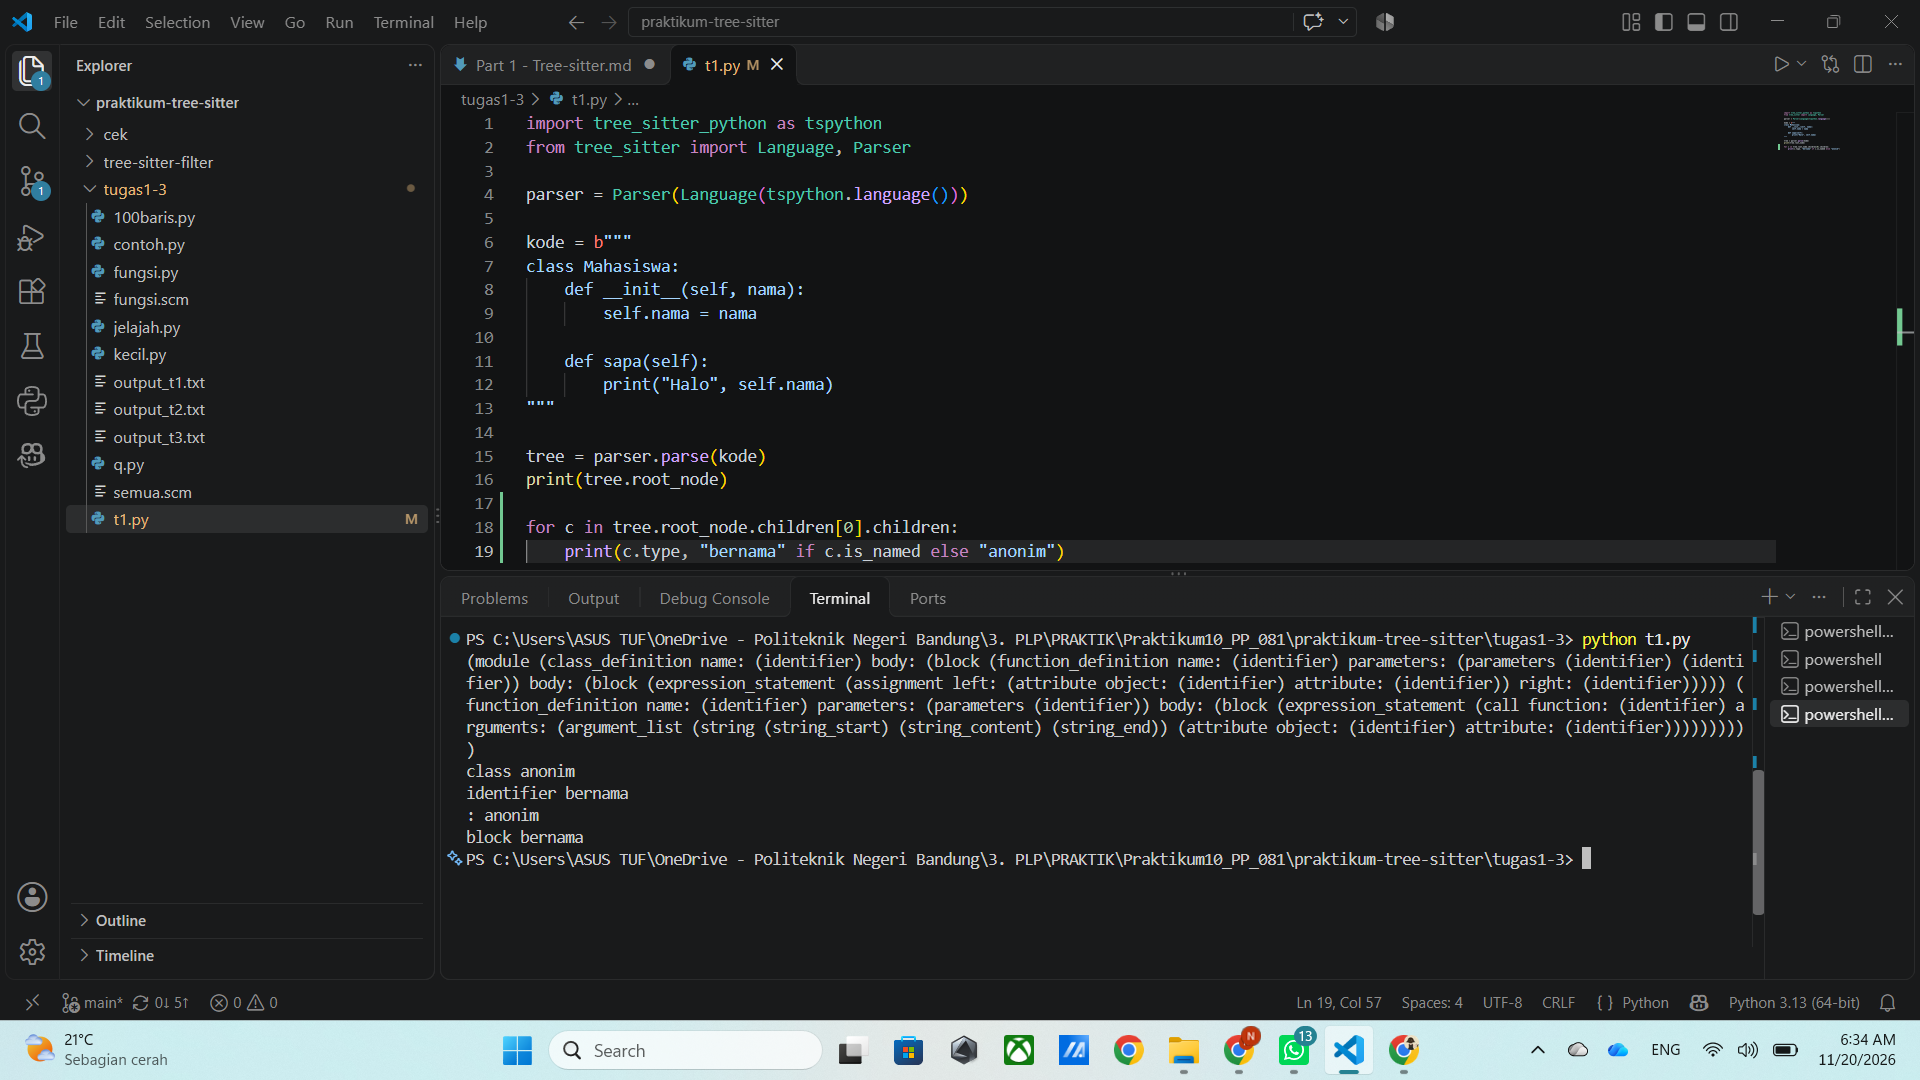 File Edit Selection View Go Run Terminal Help
praktikum-tree-sitter
Explorer
praktikum-tree-sitter
cek
tree-sitter-filter
tugas1-3
100baris.py
contoh.py
fungsi.py
fungsi.scm
jelajah.py
kecil.py
output_t1.txt
output_t2.txt
output_t3.txt
q.py
semua.scm
t1.py M
Outline
Timeline
1
1
Part 1 - Tree-sitter.md
t1.py M
tugas1-3 > t1.py > ...
1 import tree_sitter_python as tspython
2 from tree_sitter import Language, Parser
3
4 parser = Parser(Language(tspython.language()))
5
6 kode = b"""
7 class Mahasiswa:
8     def __init__(self, nama):
9         self.nama = nama
10
11     def sapa(self):
12         print("Halo", self.nama)
13 """
14
15 tree = parser.parse(kode)
16 print(tree.root_node)
17
18 for c in tree.root_node.children[0].children:
19     print(c.type, "bernama" if c.is_named else "anonim")
Problems Output Debug Console Terminal Ports
PS C:\Users\ASUS TUF\OneDrive - Politeknik Negeri Bandung\3. PLP\PRAKTIK\Praktikum10_PP_081\praktikum-tree-sitter\tugas1-3> python t1.py
(module (class_definition name: (identifier) body: (block (function_definition name: (identifier) parameters: (parameters (identifier) (identi
fier)) body: (block (expression_statement (assignment left: (attribute object: (identifier) attribute: (identifier)) right: (identifier))))) (
function_definition name: (identifier) parameters: (parameters (identifier)) body: (block (expression_statement (call function: (identifier) a
rguments: (argument_list (string (string_start) (string_content) (string_end)) (attribute object: (identifier) attribute: (identifier)))))))))
)
class anonim
identifier bernama
: anonim
block bernama
PS C:\Users\ASUS TUF\OneDrive - Politeknik Negeri Bandung\3. PLP\PRAKTIK\Praktikum10_PP_081\praktikum-tree-sitter\tugas1-3>
powershell...
powershell
powershell...
powershell...
main* 0↓ 5↑ 0 0
Ln 19, Col 57 Spaces: 4 UTF-8 CRLF {} Python Python 3.13 (64-bit)
21°C
Sebagian cerah
Search
N
13
ENG
6:34 AM
11/20/2026